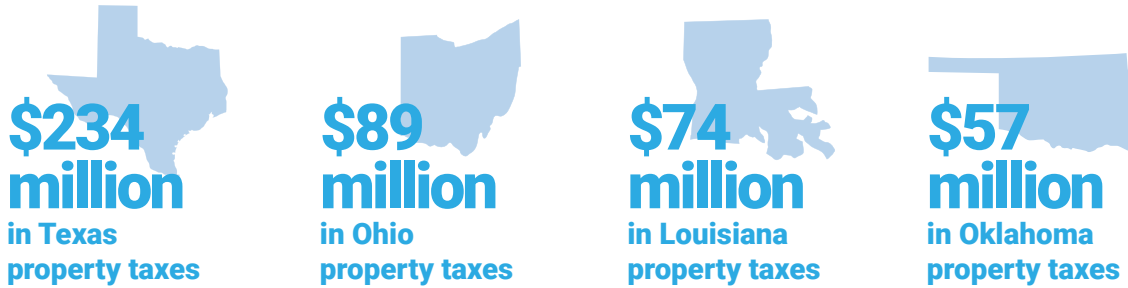 $234
million
in Texas
property taxes
$89
million
in Ohio
property taxes
$74
million
in Louisiana
property taxes
$57
million
in Oklahoma
property taxes